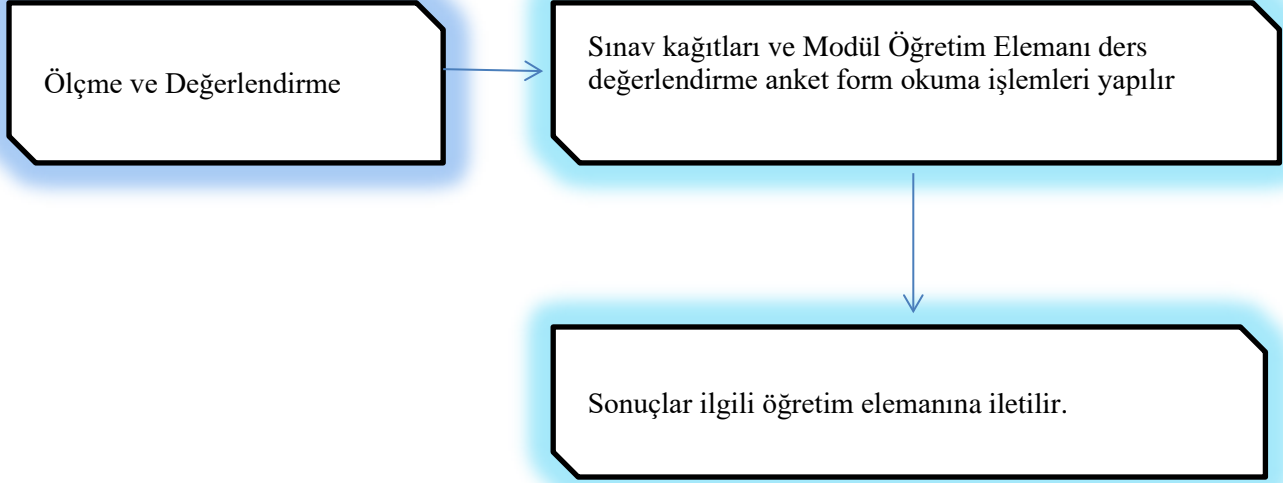 Ölçme ve Değerlendirme
Sınav kağıtları ve Modül Öğretim Elemanı ders
değerlendirme anket form okuma işlemleri yapılır
Sonuçlar ilgili öğretim elemanına iletilir.